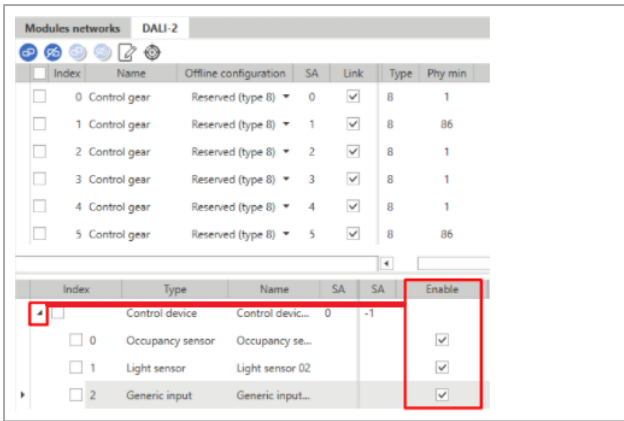 Modules networks DALI-2
Index Name Offline configuration SA Link Type Phy min
0 Control gear Reserved (type 8) 0 8 1
1 Control gear Reserved (type 8) 1 8 86
2 Control gear Reserved (type 8) 2 8 1
3 Control gear Reserved (type 8) 3 8 1
4 Control gear Reserved (type 8) 4 8 1
5 Control gear Reserved (type 8) 5 8 86
Index Type Name SA SA Enable
Control device Control devic... 0 -1
0 Occupancy sensor Occupancy se...
1 Light sensor Light sensor 02
2 Generic input Generic input...